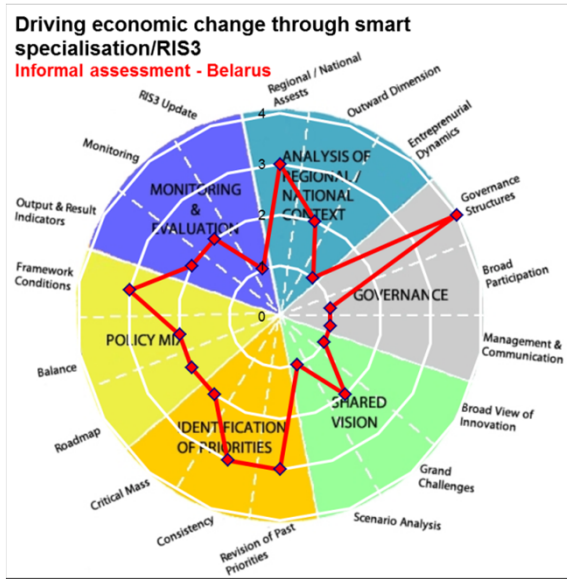 Driving economic change through smart
specialisation/RIS3
Informal assessment - Belarus
Regional / National
Assests
Outward Dimension
Entreprenurial
Dynamics
Governance
Structures
Broad
Participation
Management &
Communication
Broad View of
Innovation
Grand
Challenges
Scenario Analysis
Revision of Past
Priorities
Consistency
Critical Mass
Roadmap
Balance
Framework
Conditions
Output & Result
Indicators
Monitoring
RIS3 Update
4
3
2
1
0
ANALYSIS OF
REGIONAL /
NATIONAL
CONTEXT
GOVERNANCE
SHARED
VISION
IDENTIFICATION
OF PRIORITIES
POLICY MIX
MONITORING
&
EVALUATION